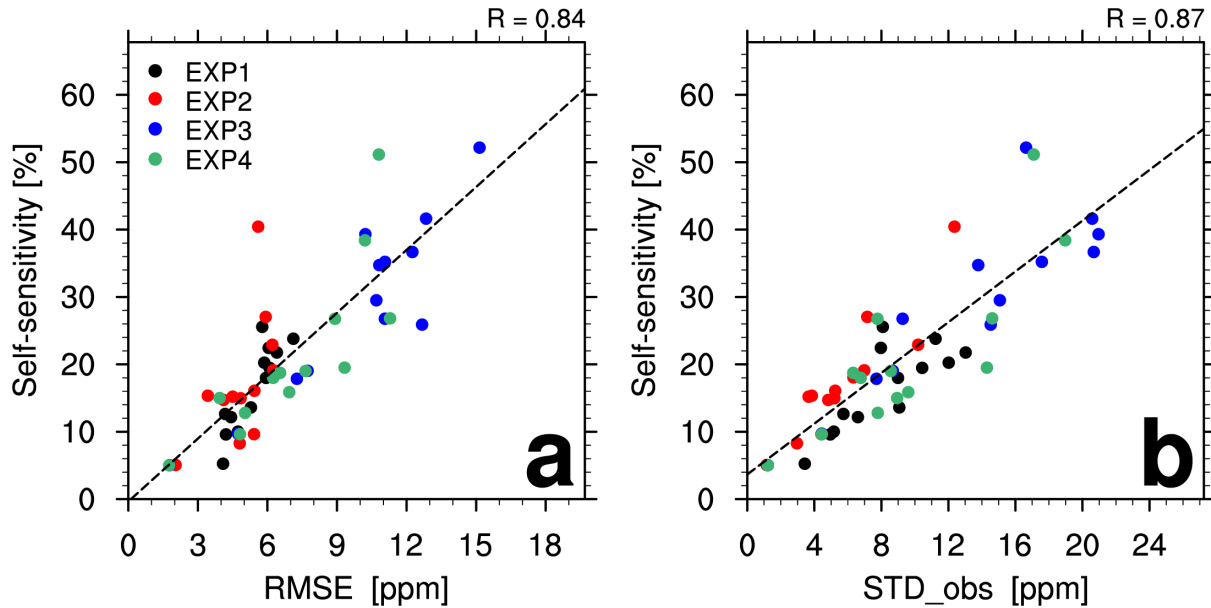 R = 0.84
60
50
40
30
20
10
0
Self-sensitivity [%]
EXP1
EXP2
EXP3
EXP4
a
0 3 6 9 12 15 18
RMSE [ppm]
R = 0.87
60
50
40
30
20
10
0
Self-sensitivity [%]
b
0 4 8 12 16 20 24
STD_obs [ppm]